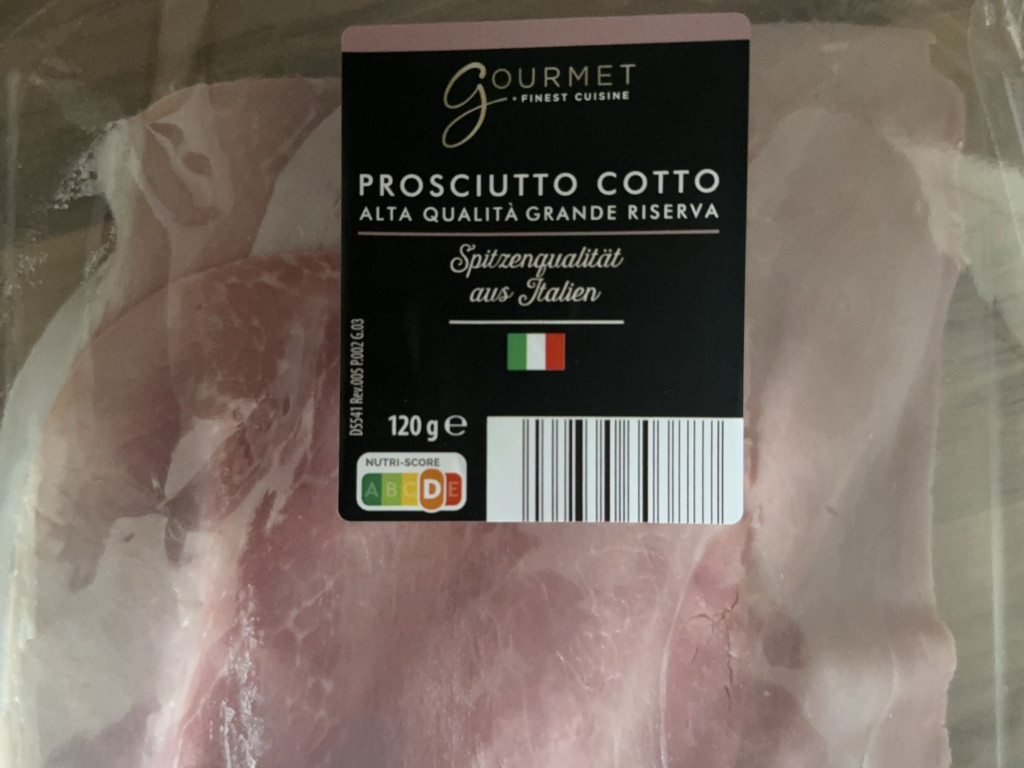 GOURMET
• FINEST CUISINE
PROSCIUTTO COTTO
ALTA QUALITÀ GRANDE RISERVA
Spitzenqualität
aus Italien
D5541 Rev.005 P.002 G.03
120 g e
NUTRI-SCORE
A B C D E